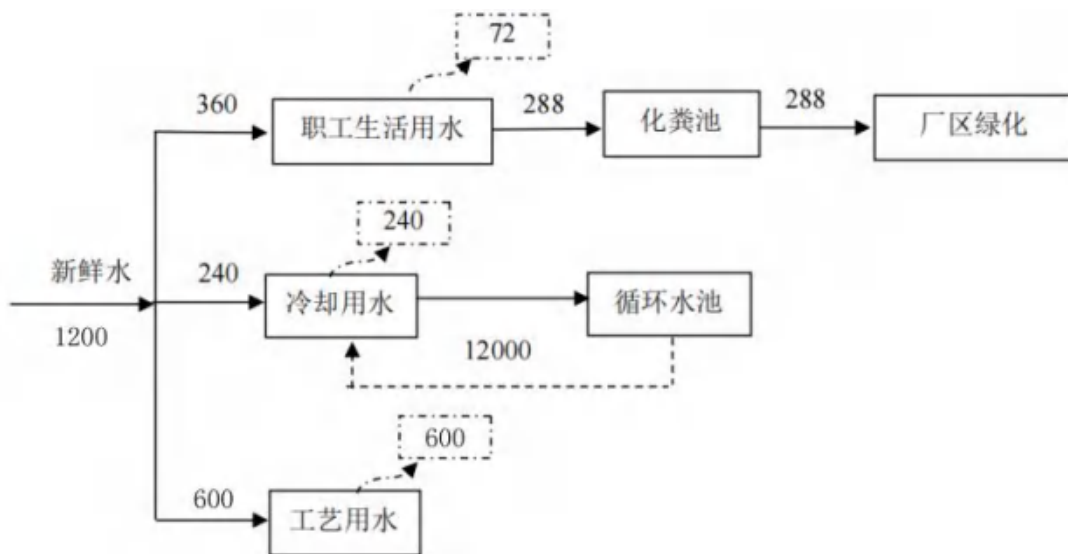 72
360
职工生活用水
288
化粪池
288
厂区绿化
240
新鲜水
1200
240
冷却用水
循环水池
12000
600
600
工艺用水